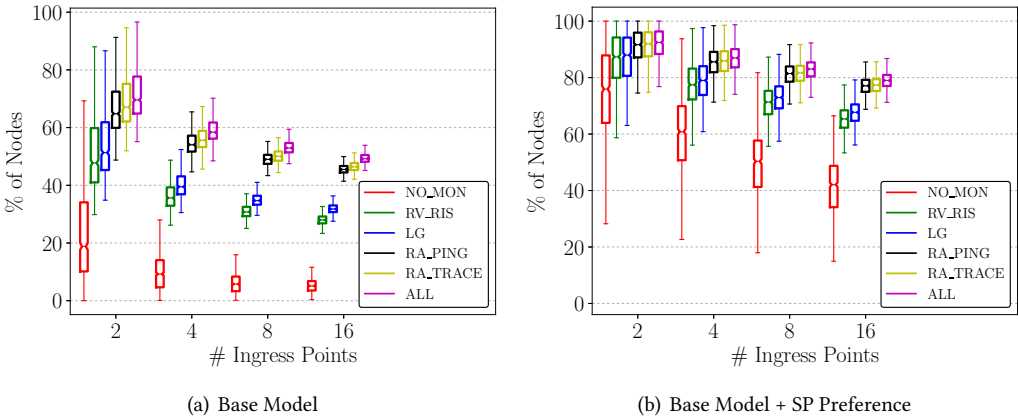 100
80
60
40
20
0
% of Nodes
NO_MON
RV_RIS
LG
RA_PING
RA_TRACE
ALL
2
4
8
16
# Ingress Points
(a) Base Model
100
80
60
40
20
0
% of Nodes
NO_MON
RV_RIS
LG
RA_PING
RA_TRACE
ALL
2
4
8
16
# Ingress Points
(b) Base Model + SP Preference